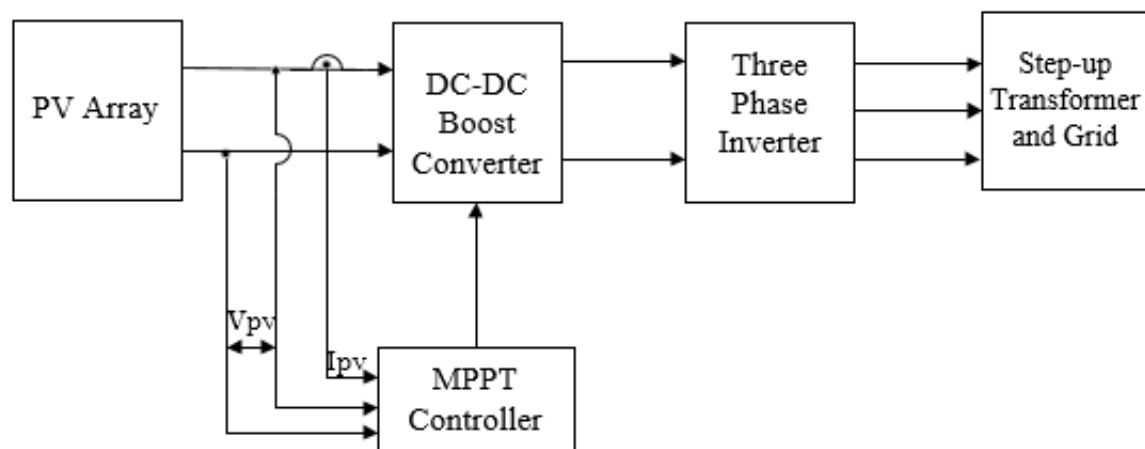 PV Array
DC-DC
Boost
Converter
Three
Phase
Inverter
Step-up
Transformer
and Grid
Vpv
Ipv
MPPT
Controller